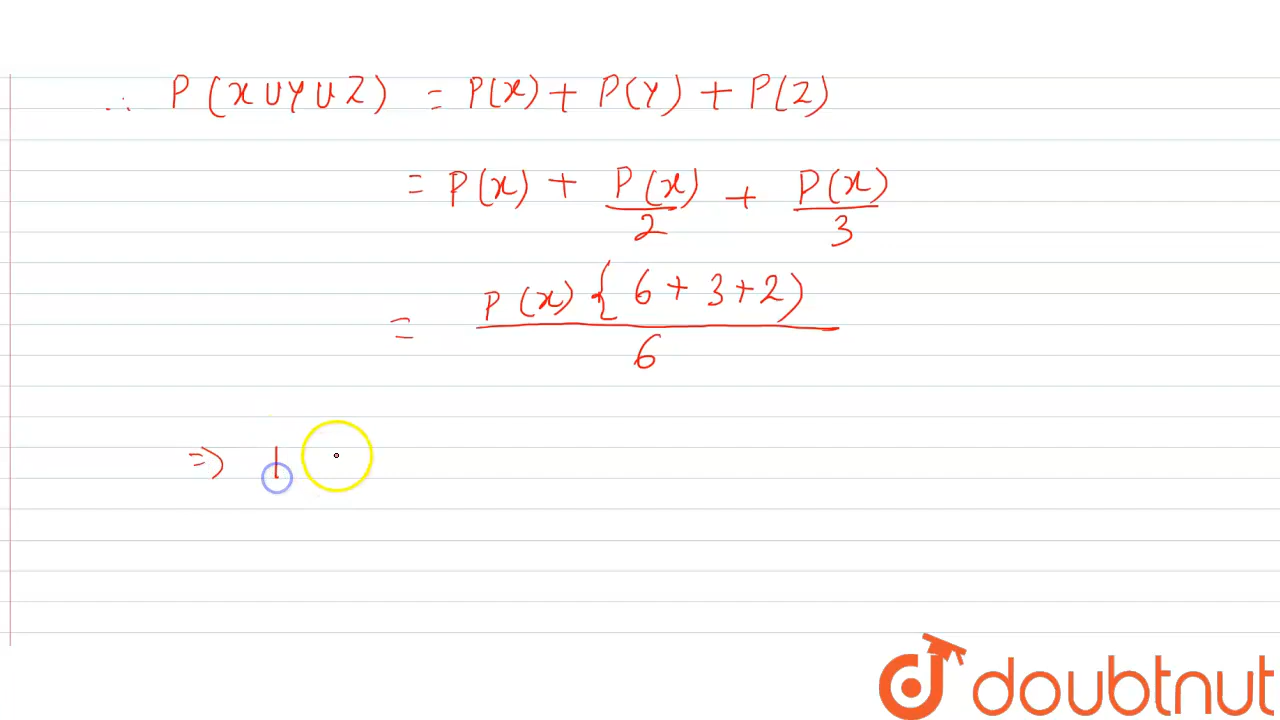 ∴ P(X∪Y∪Z) = P(X) + P(Y) + P(Z)
= P(x) + P(x)/2 + P(x)/3
= P(x){6+3+2)/6
⇒ 1
doubtnut